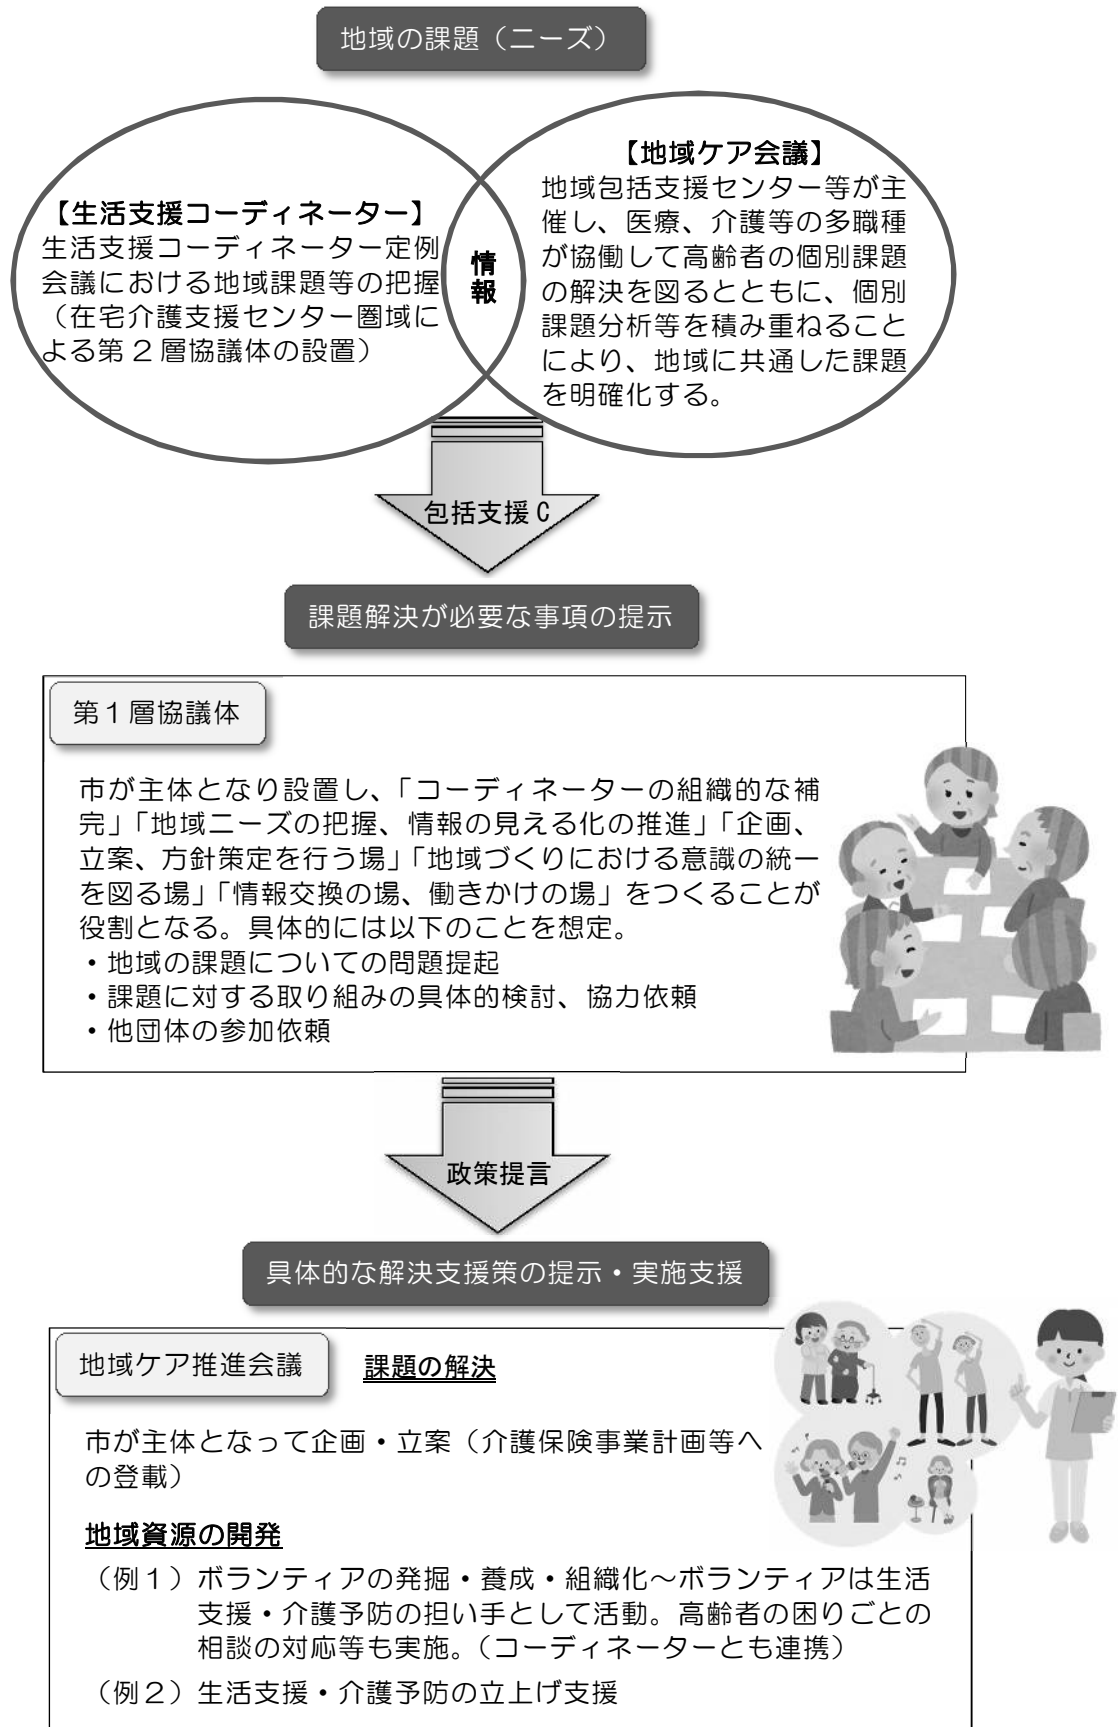 地域の課題（ニーズ）
【生活支援コーディネーター】
生活支援コーディネーター定例
会議における地域課題等の把握
（在宅介護支援センター圏域に
よる第２層協議体の設置）
情
報
【地域ケア会議】
地域包括支援センター等が主
催し、医療、介護等の多職種
が協働して高齢者の個別課題
の解決を図るとともに、個別
課題分析等を積み重ねること
により、地域に共通した課題
を明確化する。
包括支援C
課題解決が必要な事項の提示
第１層協議体
市が主体となり設置し、「コーディネーターの組織的な補
完」「地域ニーズの把握、情報の見える化の推進」「企画、
立案、方針策定を行う場」「地域づくりにおける意識の統一
を図る場」「情報交換の場、働きかけの場」をつくることが
役割となる。具体的には以下のことを想定。
・地域の課題についての問題提起
・課題に対する取り組みの具体的検討、協力依頼
・他団体の参加依頼
政策提言
具体的な解決支援策の提示・実施支援
地域ケア推進会議 課題の解決
市が主体となって企画・立案（介護保険事業計画等へ
の登載）
地域資源の開発
（例１）ボランティアの発掘・養成・組織化～ボランティアは生活
支援・介護予防の担い手として活動。高齢者の困りごとの
相談の対応等も実施。（コーディネーターとも連携）
（例２）生活支援・介護予防の立上げ支援